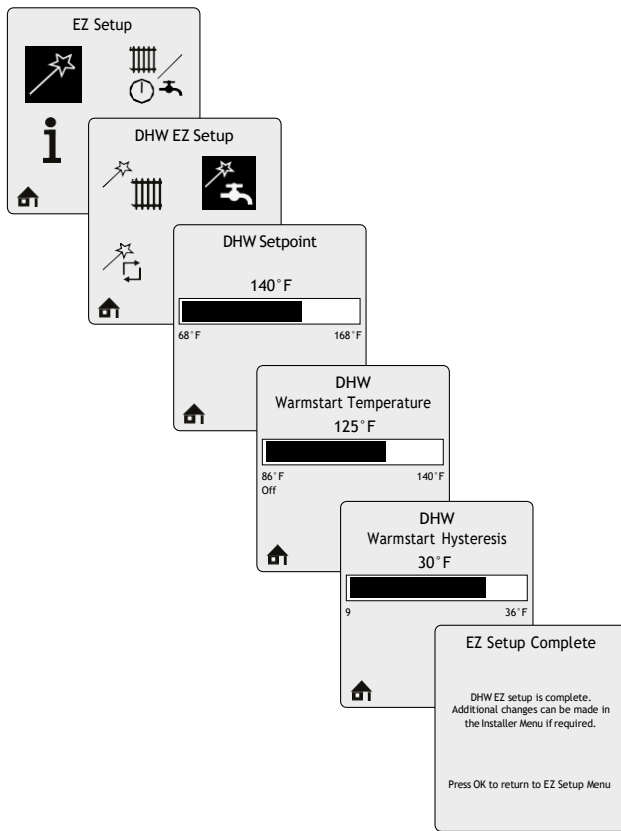 EZ Setup
i
DHW EZ Setup
DHW Setpoint
140°F
68°F 168°F
DHW
Warmstart Temperature
125°F
86°F 140°F
Off
DHW
Warmstart Hysteresis
30°F
9 36°F
EZ Setup Complete
DHW EZ setup is complete.
Additional changes can be made in
the Installer Menu if required.
Press OK to return to EZ Setup Menu